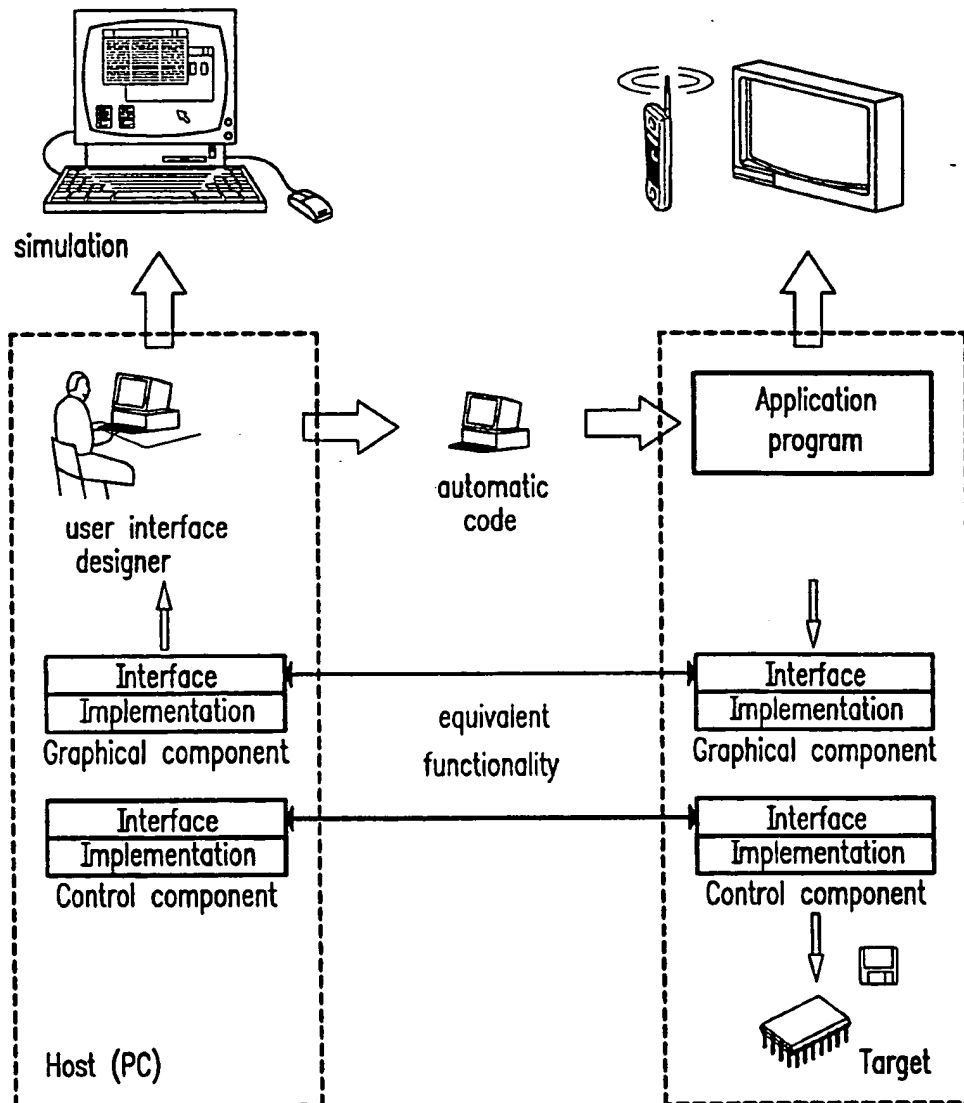 simulation
Application
program
automatic
code
user interface
designer
Interface
Implementation
Graphical component
equivalent
functionality
Interface
Implementation
Graphical component
Interface
Implementation
Control component
Interface
Implementation
Control component
Host (PC)
Target